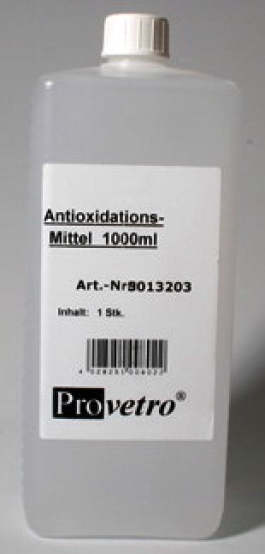 Antioxidations-
Mittel 1000ml
Art.-Nr9013203
Inhalt: 1 Stk.
Provetro®